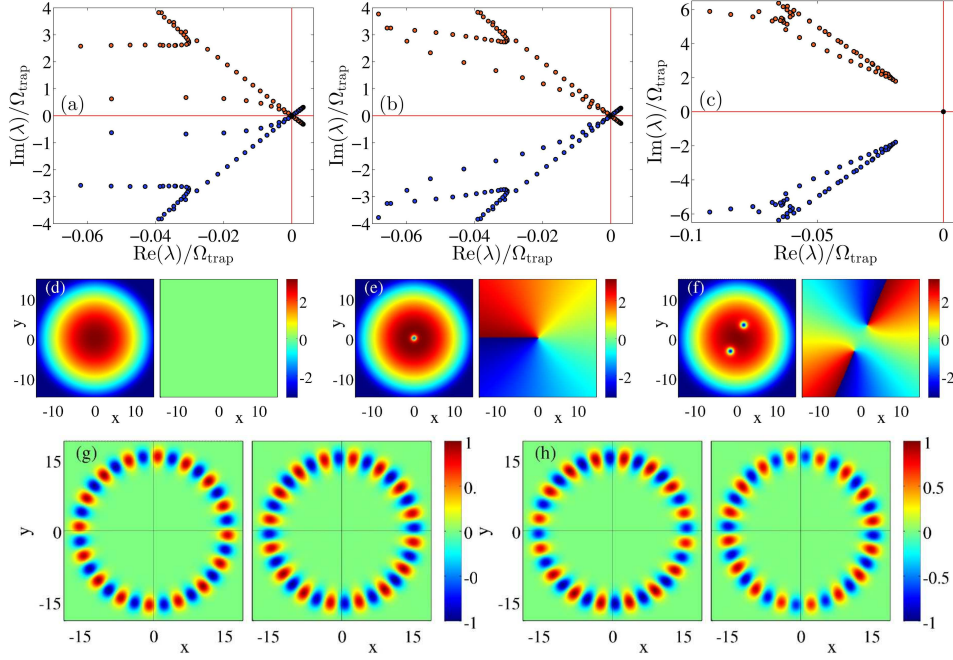 4 3 2 1 0 −1 −2 −3 −4
Im(λ)/Ω_trap
(a)
−0.06 −0.04 −0.02 0
Re(λ)/Ω_trap
4 3 2 1 0 −1 −2 −3 −4
Im(λ)/Ω_trap
(b)
−0.06 −0.04 −0.02 0
Re(λ)/Ω_trap
6 4 2 0 −2 −4 −6
Im(λ)/Ω_trap
(c)
−0.1 −0.05 0
Re(λ)/Ω_trap
(d)
10 0 -10
y
-10 0 10
x
-10 0 10
x
2 0 -2
(e)
10 0 -10
y
-10 0 10
x
-10 0 10
x
2 0 -2
(f)
10 0 -10
y
-10 0 10
x
-10 0 10
x
2 0 -2
(g)
15 0 -15
y
-15 0 15
x
15 0 -15
-15 0 15
x
1 0 -0 -1
(h)
15 0 -15
y
-15 0 15
x
15 0 -15
-15 0 15
x
1 0.5 0 -0.5 -1